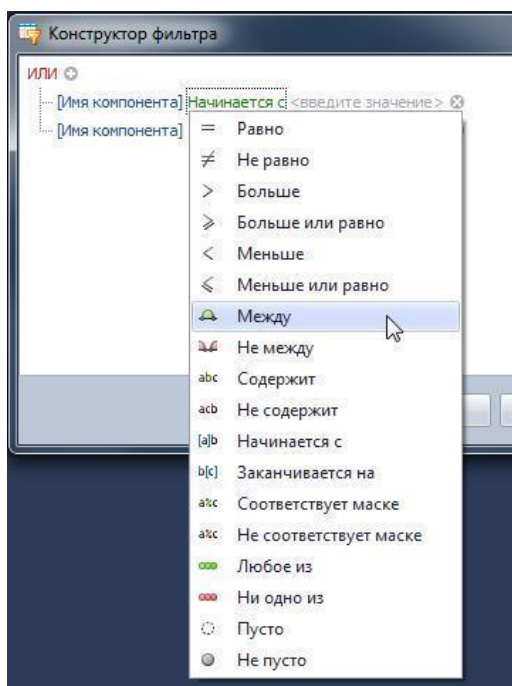 Конструктор фильтра
ИЛИ
[Имя компонента] Начинается с <введите значение>
[Имя компонента]
= Равно
≠ Не равно
> Больше
⩾ Больше или равно
< Меньше
⩽ Меньше или равно
Между
Не между
abc Содержит
acb Не содержит
[a]b Начинается с
b[c] Заканчивается на
a%c Соответствует маске
a%c Не соответствует маске
Любое из
Ни одно из
Пусто
Не пусто